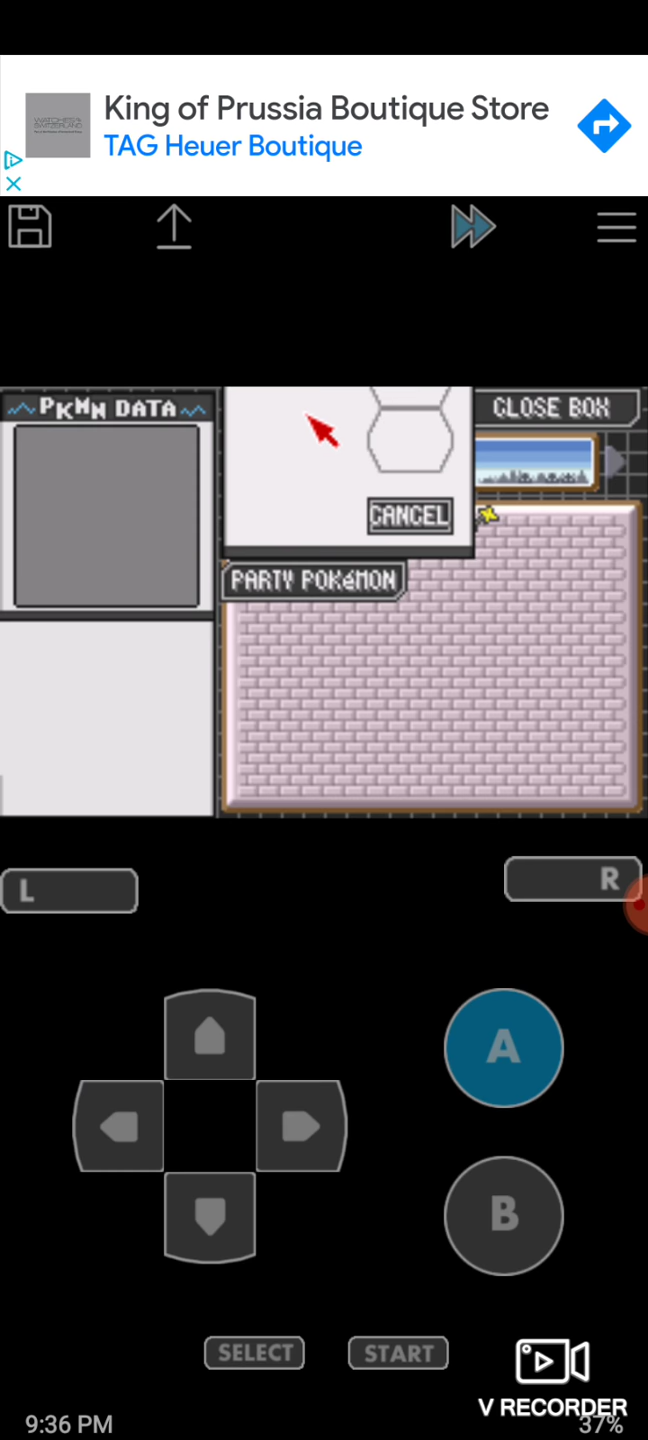 King of Prussia Boutique Store
TAG Heuer Boutique
PKMN DATA
CLOSE BOX
CANCEL
PARTY POKéMON
L
R
A
B
SELECT
START
V RECORDER
9:36 PM
37%